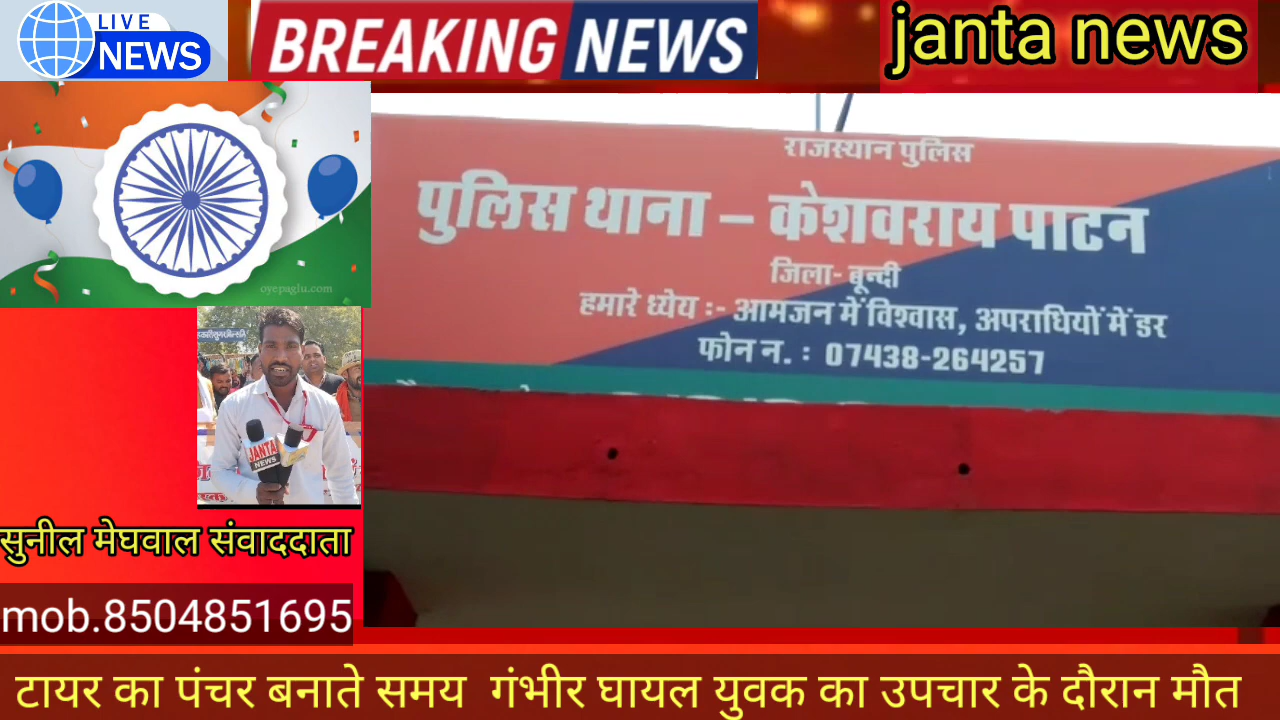 LIVE
NEWS
BREAKING NEWS
janta news
oyepaglu.com
राजस्थान पुलिस
पुलिस थाना – केशवराय पाटन
जिला- बून्दी
हमारे ध्येय :- आमजन में विश्वास, अपराधियों में डर
फोन न. : 07438-264257
JANTA
NEWS
सुनील मेघवाल संवाददाता
mob.8504851695
टायर का पंचर बनाते समय गंभीर घायल युवक का उपचार के दौरान मौत